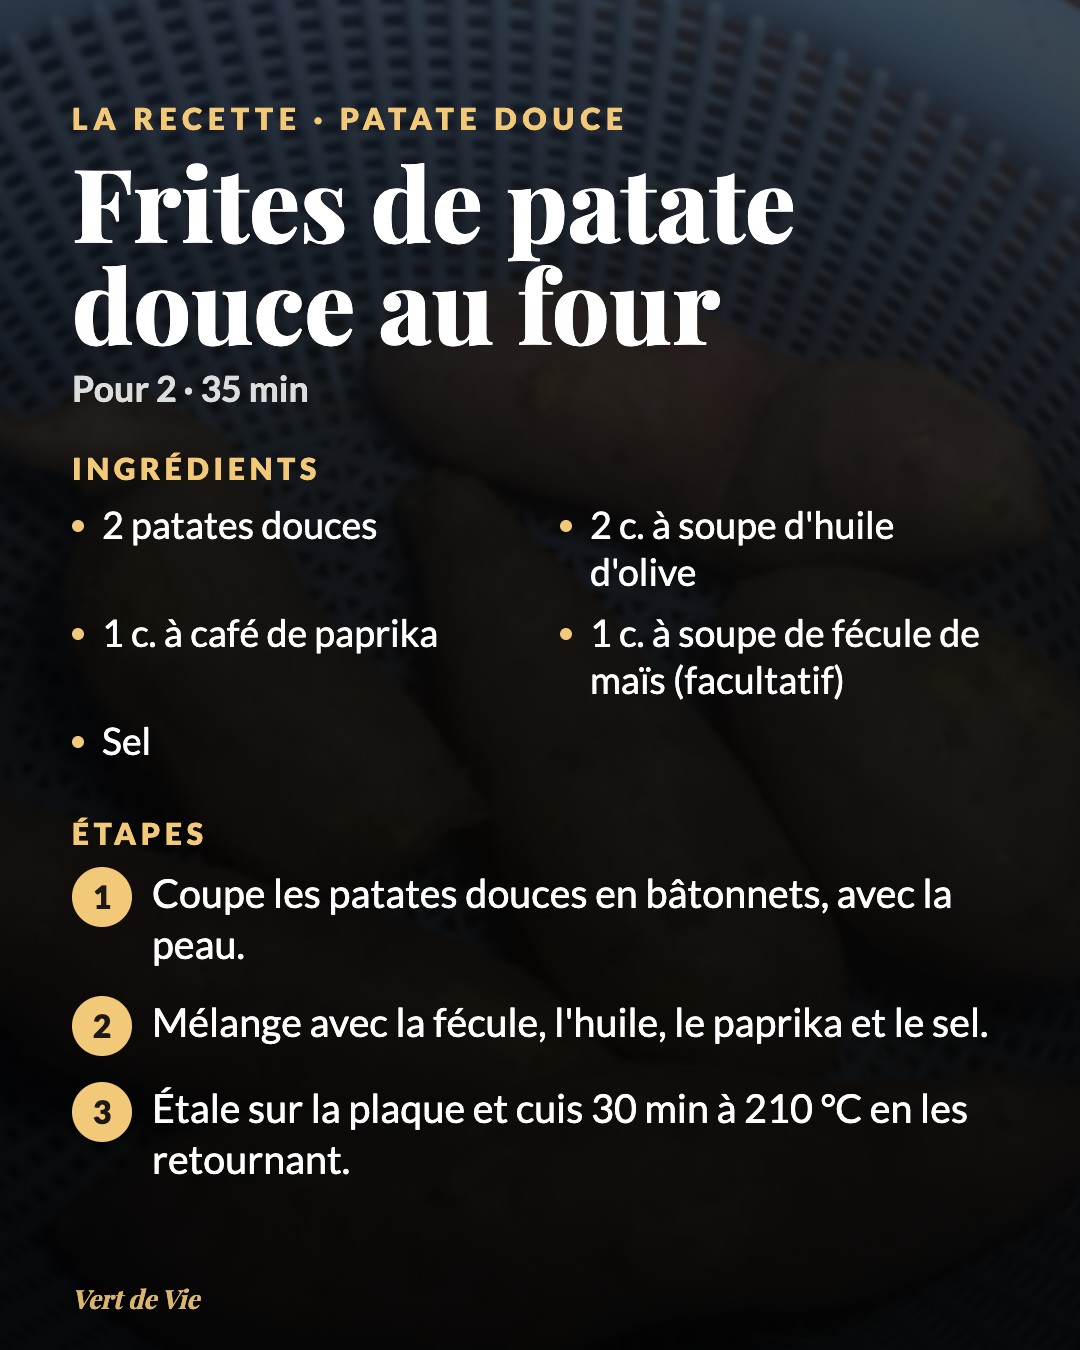 LA RECETTE · PATATE DOUCE
Frites de patate
douce au four
Pour 2 · 35 min
INGRÉDIENTS
• 2 patates douces
• 2 c. à soupe d'huile
d'olive
• 1 c. à café de paprika
• 1 c. à soupe de fécule de
maïs (facultatif)
• Sel
ÉTAPES
1 Coupe les patates douces en bâtonnets, avec la
peau.
2 Mélange avec la fécule, l'huile, le paprika et le sel.
3 Étale sur la plaque et cuis 30 min à 210 °C en les
retournant.
Vert de Vie